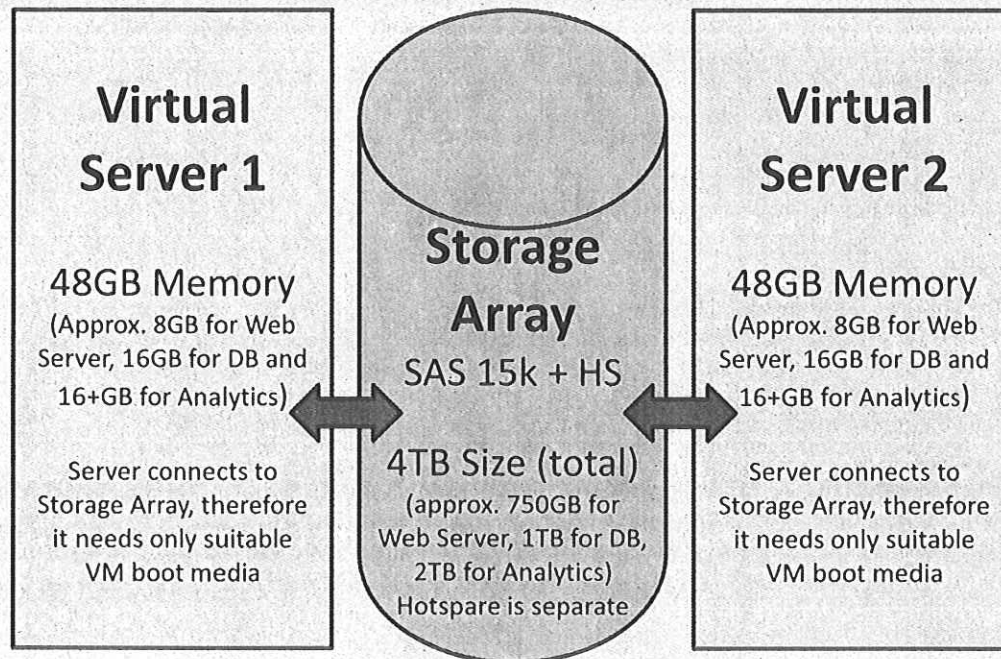 Virtual
Server 1
48GB Memory
(Approx. 8GB for Web
Server, 16GB for DB and
16+GB for Analytics)
Server connects to
Storage Array, therefore
it needs only suitable
VM boot media
Storage
Array
SAS 15k + HS
4TB Size (total)
(approx. 750GB for
Web Server, 1TB for DB,
2TB for Analytics)
Hotspare is separate
Virtual
Server 2
48GB Memory
(Approx. 8GB for Web
Server, 16GB for DB and
16+GB for Analytics)
Server connects to
Storage Array, therefore
it needs only suitable
VM boot media